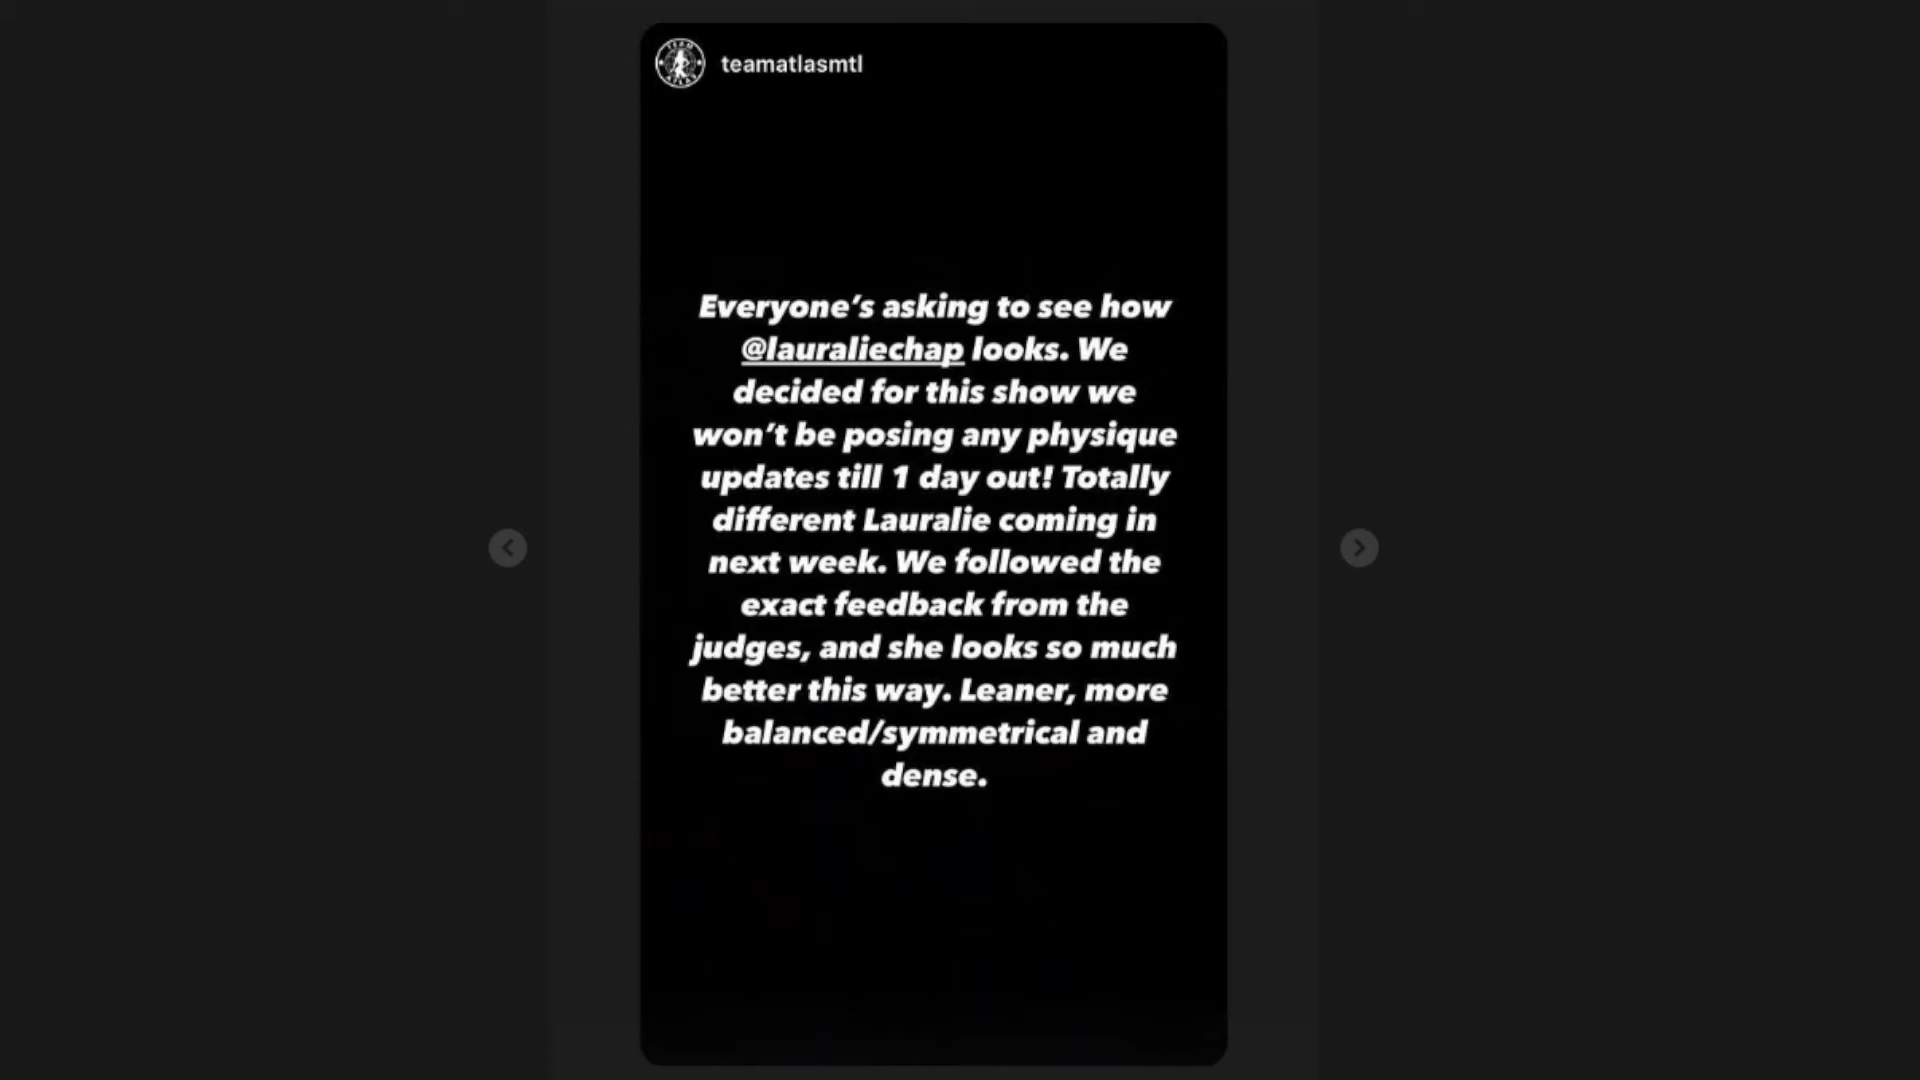 TEAM
ATLAS
teamatlasmtl
Everyone’s asking to see how
@lauraliechap looks. We
decided for this show we
won’t be posing any physique
updates till 1 day out! Totally
different Lauralie coming in
next week. We followed the
exact feedback from the
judges, and she looks so much
better this way. Leaner, more
balanced/symmetrical and
dense.